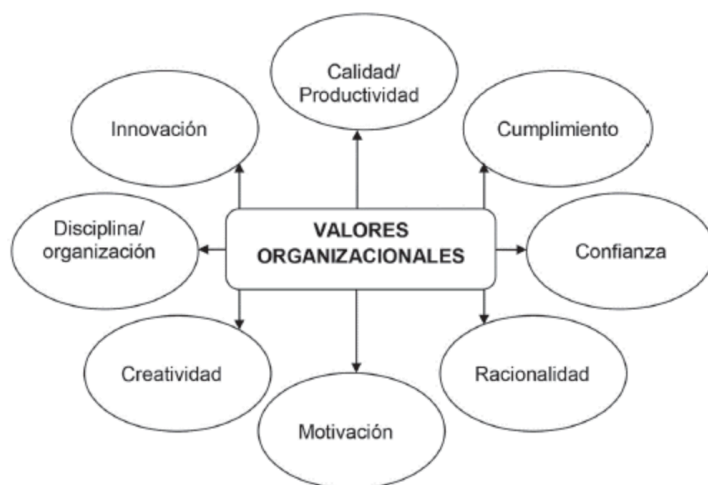 Calidad/
Productividad
Innovación
Cumplimiento
Disciplina/
organización
VALORES
ORGANIZACIONALES
Confianza
Creatividad
Racionalidad
Motivación